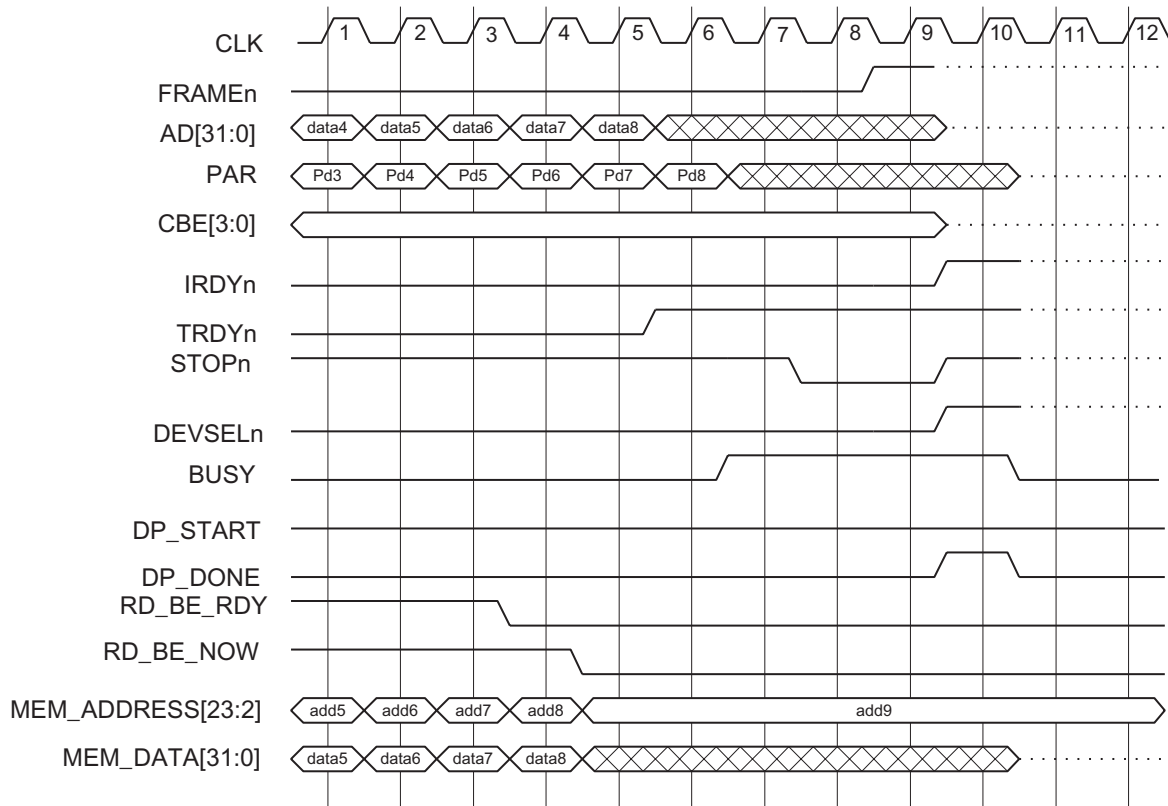 CLK 1 2 3 4 5 6 7 8 9 10 11 12
FRAMEn
AD[31:0] data4 data5 data6 data7 data8
PAR Pd3 Pd4 Pd5 Pd6 Pd7 Pd8
CBE[3:0]
IRDYn
TRDYn
STOPn
DEVSELn
BUSY
DP_START
DP_DONE
RD_BE_RDY
RD_BE_NOW
MEM_ADDRESS[23:2] add5 add6 add7 add8 add9
MEM_DATA[31:0] data5 data6 data7 data8